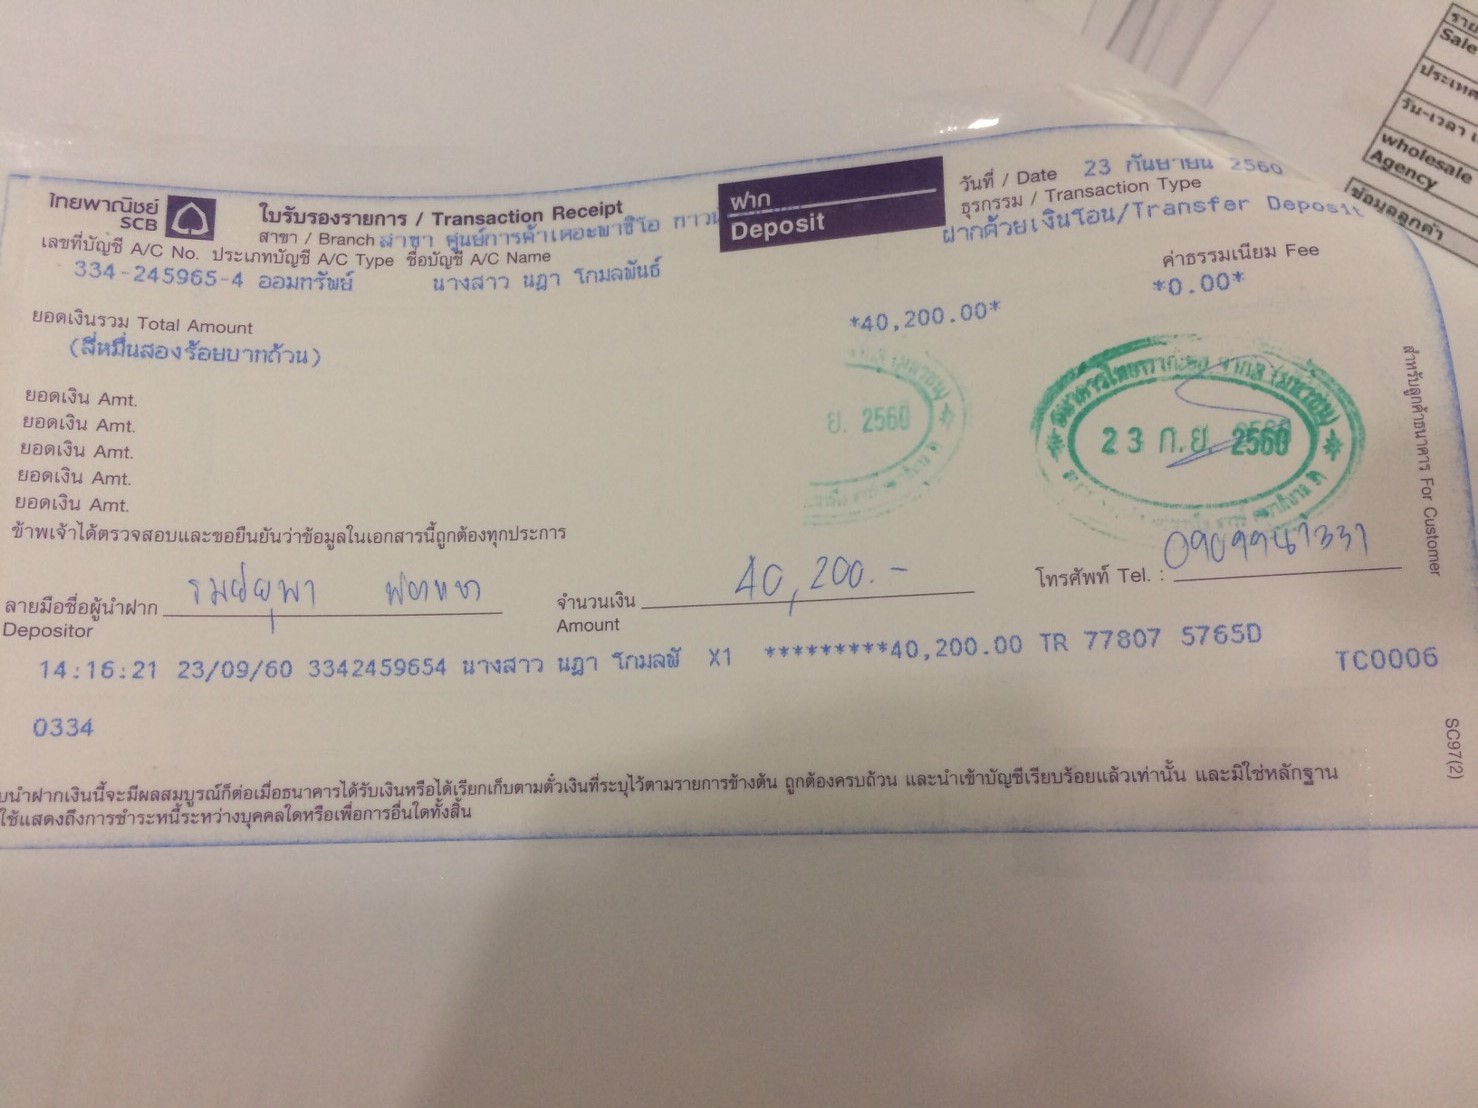 ไทยพาณิชย์
SCB
ใบรับรองรายการ / Transaction Receipt
สาขา / Branch สาขา ศูนย์การค้าเดอะพาซิโอ ทาวน์
ฝาก
Deposit
วันที่ / Date 23 กันยายน 2560
ธุรกรรม / Transaction Type
ฝากด้วยเงินโอน/Transfer Deposit
เลขที่บัญชี A/C No. ประเภทบัญชี A/C Type ชื่อบัญชี A/C Name
334-245965-4 ออมทรัพย์ นางสาว นฎา โกมลพันธ์
ค่าธรรมเนียม Fee
*0.00*
ยอดเงินรวม Total Amount *40,200.00*
(สี่หมื่นสองร้อยบาทถ้วน)
ยอดเงิน Amt.
ยอดเงิน Amt.
ยอดเงิน Amt.
ยอดเงิน Amt.
ยอดเงิน Amt.
ย. 2560
23 ก.ย. 2560
สำหรับลูกค้าธนาคาร For Customer
ข้าพเจ้าได้ตรวจสอบและขอยืนยันว่าข้อมูลในเอกสารนี้ถูกต้องทุกประการ
ลายมือชื่อผู้นำฝาก
Depositor
จำนวนเงิน 40,200.-
Amount
โทรศัพท์ Tel. :
14:16:21 23/09/60 3342459654 นางสาว นฎา โกมลพั X1 *********40,200.00 TR 77807 5765D TC0006
0334
SC97(2)
บนำฝากเงินนี้จะมีผลสมบูรณ์ก็ต่อเมื่อธนาคารได้รับเงินหรือได้เรียกเก็บตามตั๋วเงินที่ระบุไว้ตามรายการข้างต้น ถูกต้องครบถ้วน และนำเข้าบัญชีเรียบร้อยแล้วเท่านั้น และมิใช่หลักฐาน
ใช้แสดงถึงการชำระหนี้ระหว่างบุคคลใดหรือเพื่อการอื่นใดทั้งสิ้น
ราย
Sale
ประเทศ
วัน-เวลา
wholesale
Agency
ข้อมูลลูกค้า